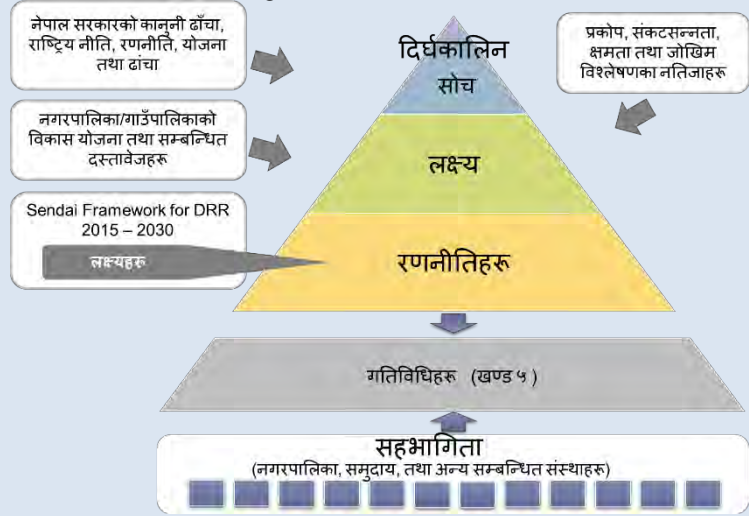 नेपाल सरकारको कानुनी ढाँचा,
राष्ट्रिय नीति, रणनीति, योजना
तथा ढांचा
नगरपालिका/गाउँपालिकाको
विकास योजना तथा सम्बन्धित
दस्तावेजहरू
Sendai Framework for DRR
2015 – 2030
लक्ष्यहरू
दिर्घकालिन
सोच
लक्ष्य
रणनीतिहरू
प्रकोप, संकटसन्नता,
क्षमता तथा जोखिम
विश्लेषणका नतिजाहरू
गतिविधिहरू (खण्ड ५ )
सहभागिता
(नगरपालिका, समुदाय, तथा अन्य सम्बन्धित संस्थाहरू)